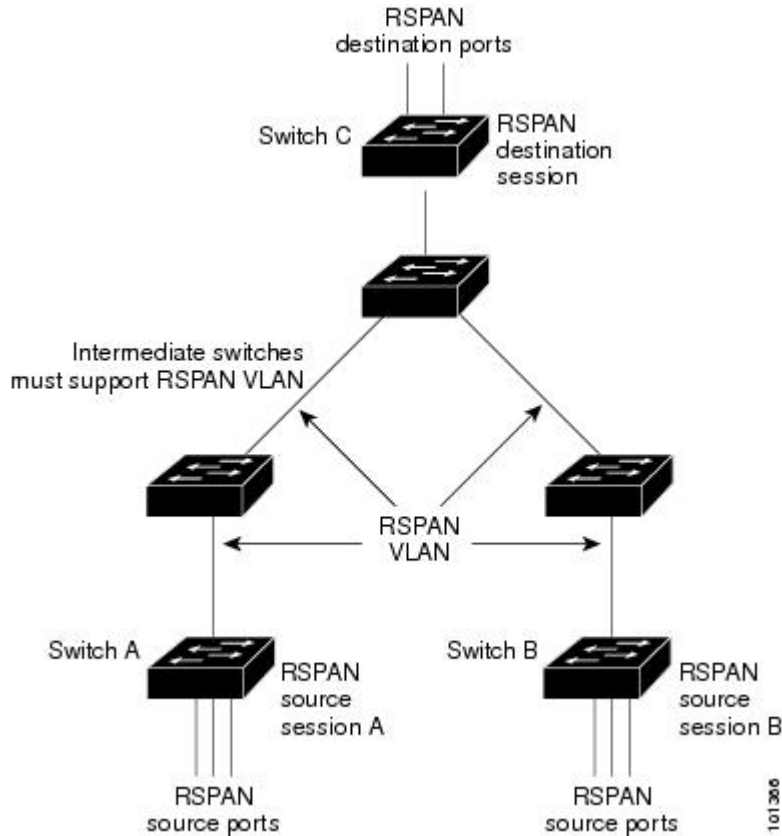 RSPAN
destination ports
Switch C
RSPAN
destination
session
Intermediate switches
must support RSPAN VLAN
RSPAN
VLAN
Switch A
RSPAN
source
session A
Switch B
RSPAN
source
session B
RSPAN
source ports
RSPAN
source ports
101366